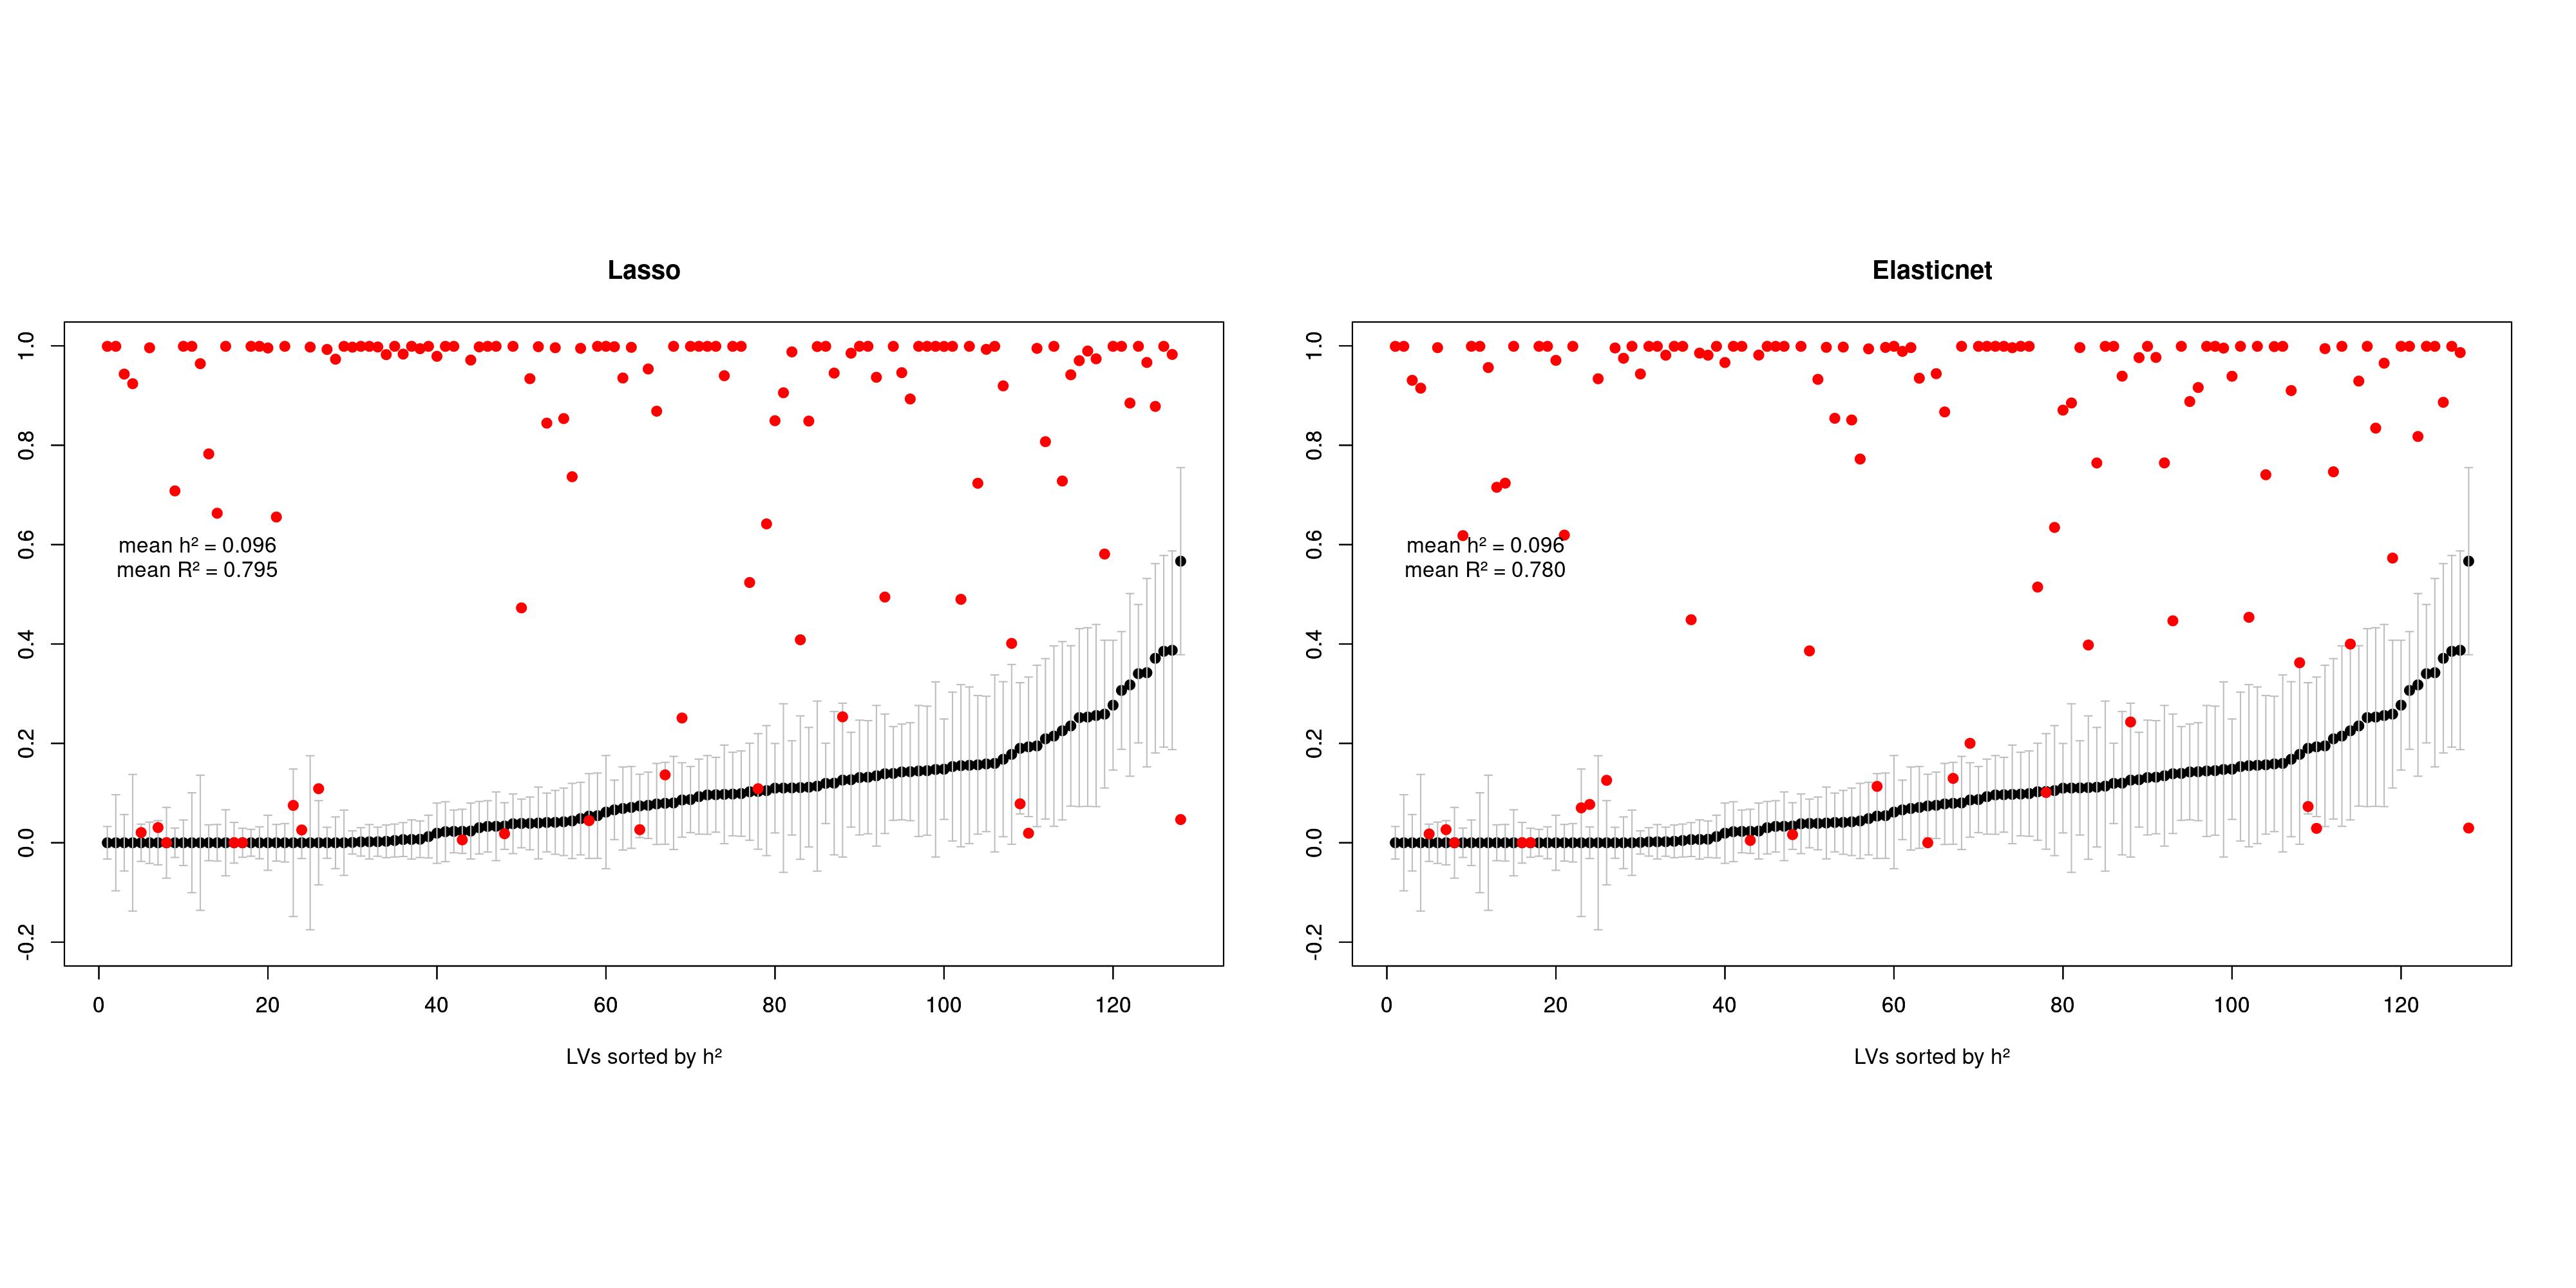 Lasso
1.0
0.8
0.6
0.4
0.2
0.0
-0.2
mean h² = 0.096
mean R² = 0.795
0 20 40 60 80 100 120
LVs sorted by h²
Elasticnet
1.0
0.8
0.6
0.4
0.2
0.0
-0.2
mean h² = 0.096
mean R² = 0.780
0 20 40 60 80 100 120
LVs sorted by h²